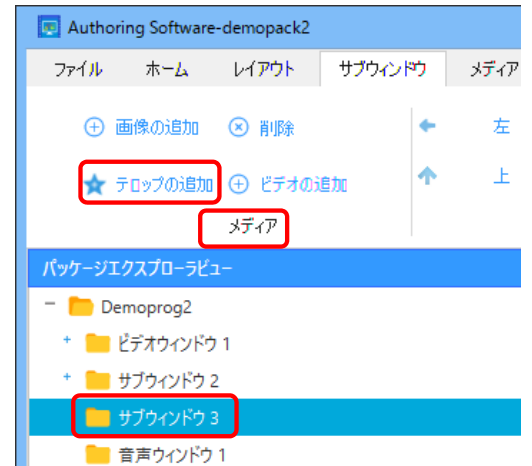 Authoring Software-demopack2
ファイル ホーム レイアウト サブウィンドウ メディア
画像の追加 削除 左
テロップの追加 ビデオの追加 上
メディア
パッケージエクスプローラビュー
Demoprog2
ビデオウィンドウ 1
サブウィンドウ 2
サブウィンドウ 3
音声ウィンドウ 1